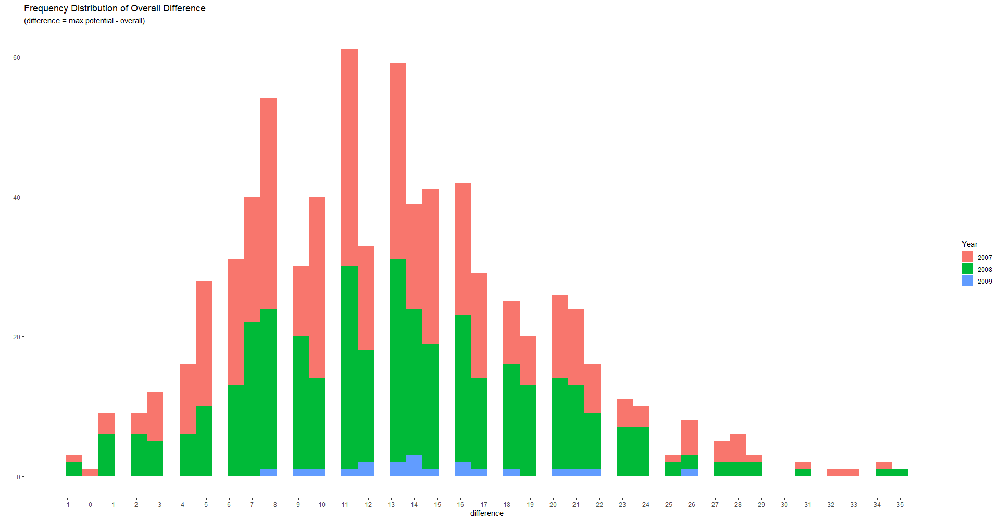 Frequency Distribution of Overall Difference
(difference = max potential - overall)
60
40
20
0
Year
2007
2008
2009
-1 0 1 2 3 4 5 6 7 8 9 10 11 12 13 14 15 16 17 18 19 20 21 22 23 24 25 26 27 28 29 30 31 32 33 34 35
difference